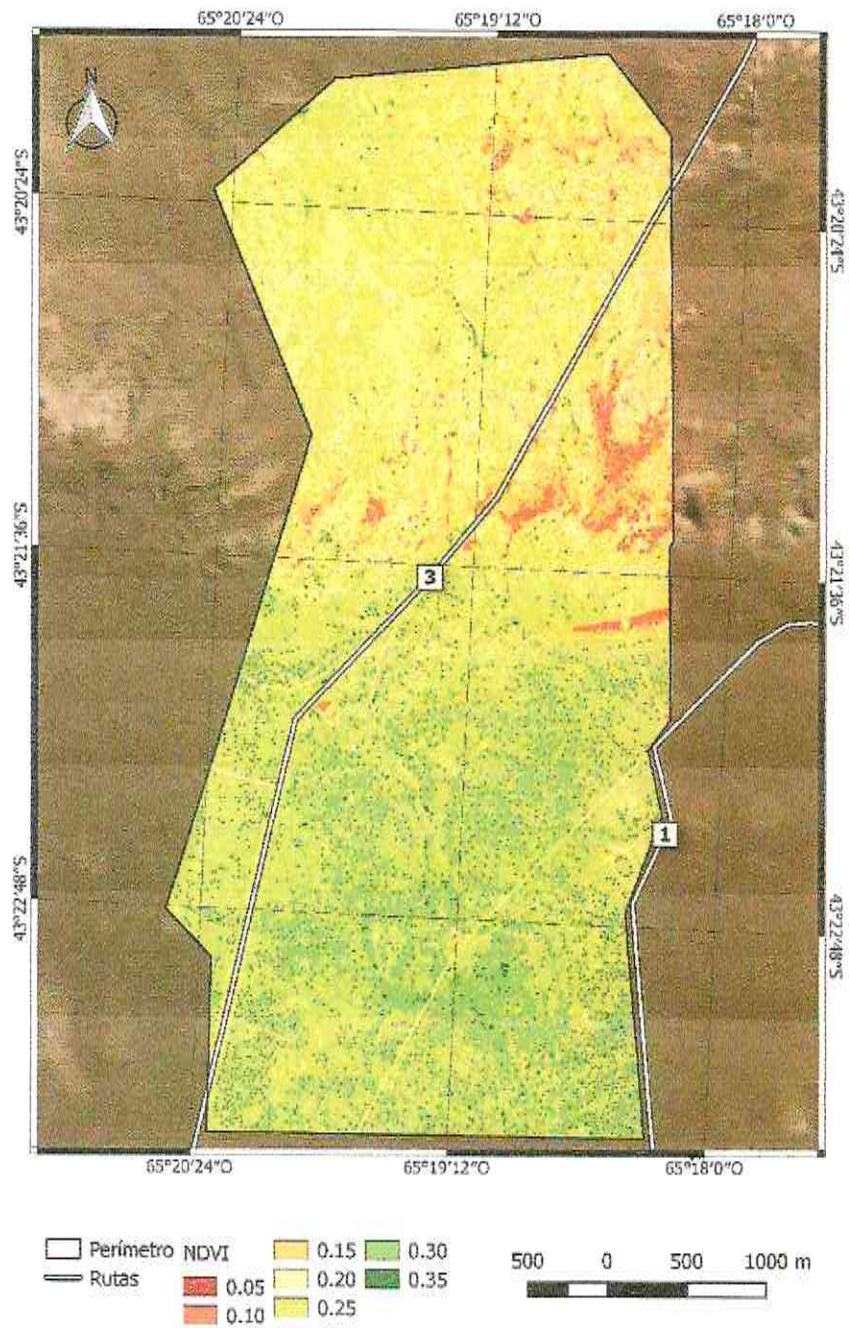 65°20'24"O 65°19'12"O 65°18'0"O
N
43°20'24"S 43°20'24"S
43°21'36"S 43°21'36"S
3
1
43°22'48"S 43°22'48"S
65°20'24"O 65°19'12"O 65°18'0"O
Perímetro NDVI 0.15 0.30
Rutas 0.05 0.20 0.35
0.10 0.25
500 0 500 1000 m